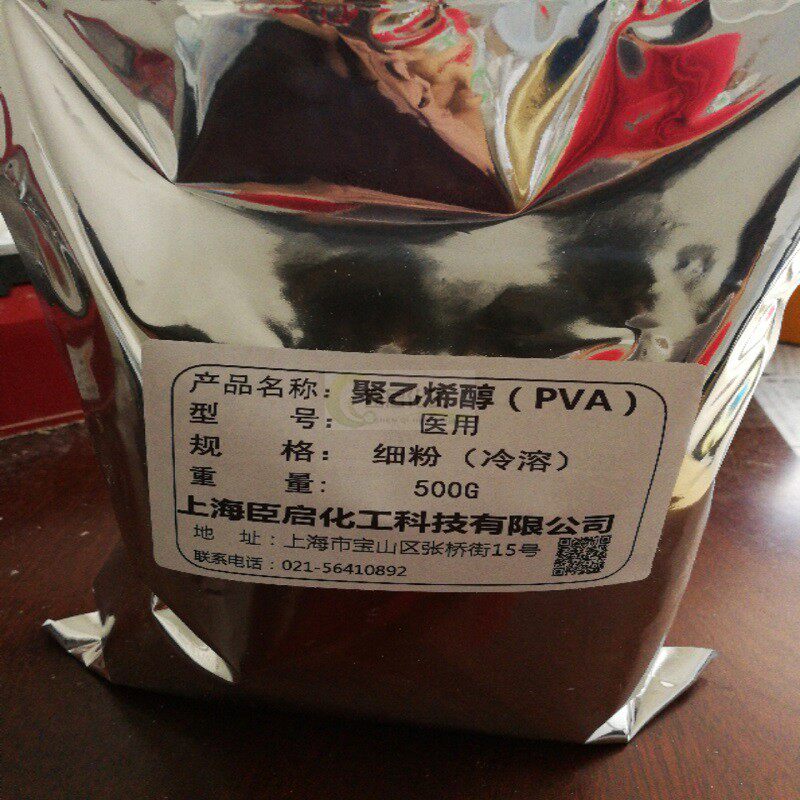 产品名称：聚乙烯醇（PVA）
型 号： 医用
规 格： 细粉（冷溶）
重 量： 500G
上海臣启化工科技有限公司
地 址：上海市宝山区张桥街15号
联系电话：021-56410892